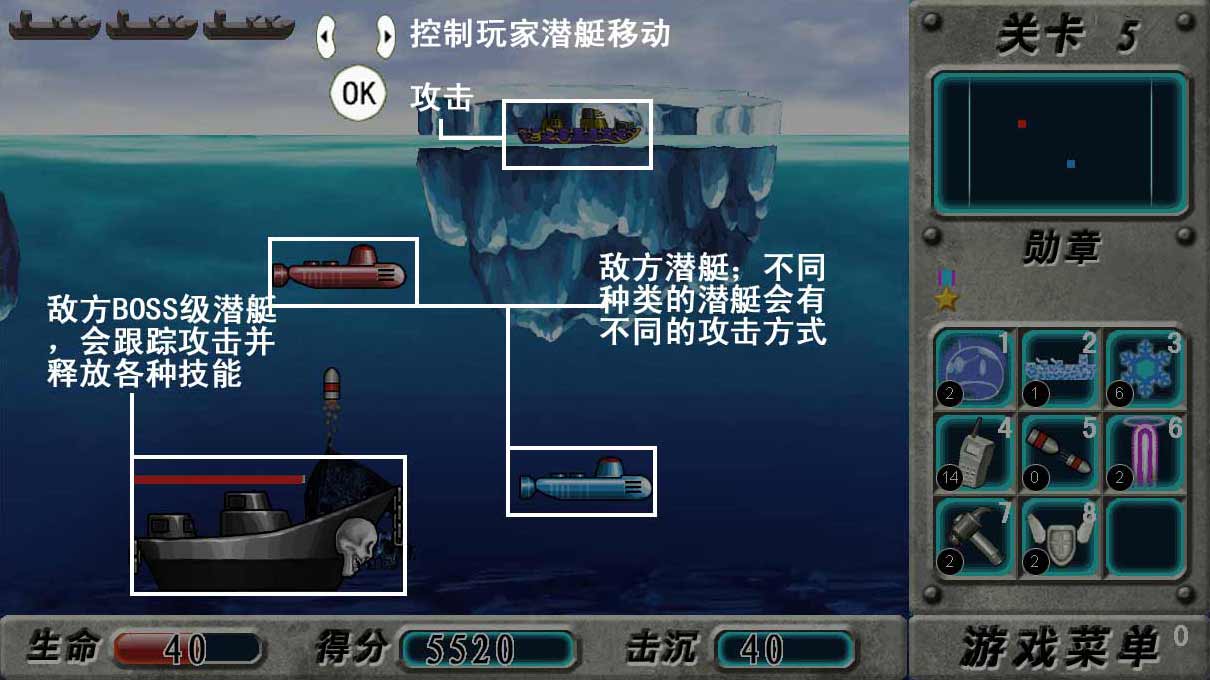 控制玩家潜艇移动
OK 攻击
敌方潜艇；不同
种类的潜艇会有
不同的攻击方式
敌方BOSS级潜艇
，会跟踪攻击并
释放各种技能
关卡 5
勋章
1 2 3
2 1 6
4 5 6
14 0 2
7 8
2 2
生命 40 得分 5520 击沉 40
游戏菜单 0